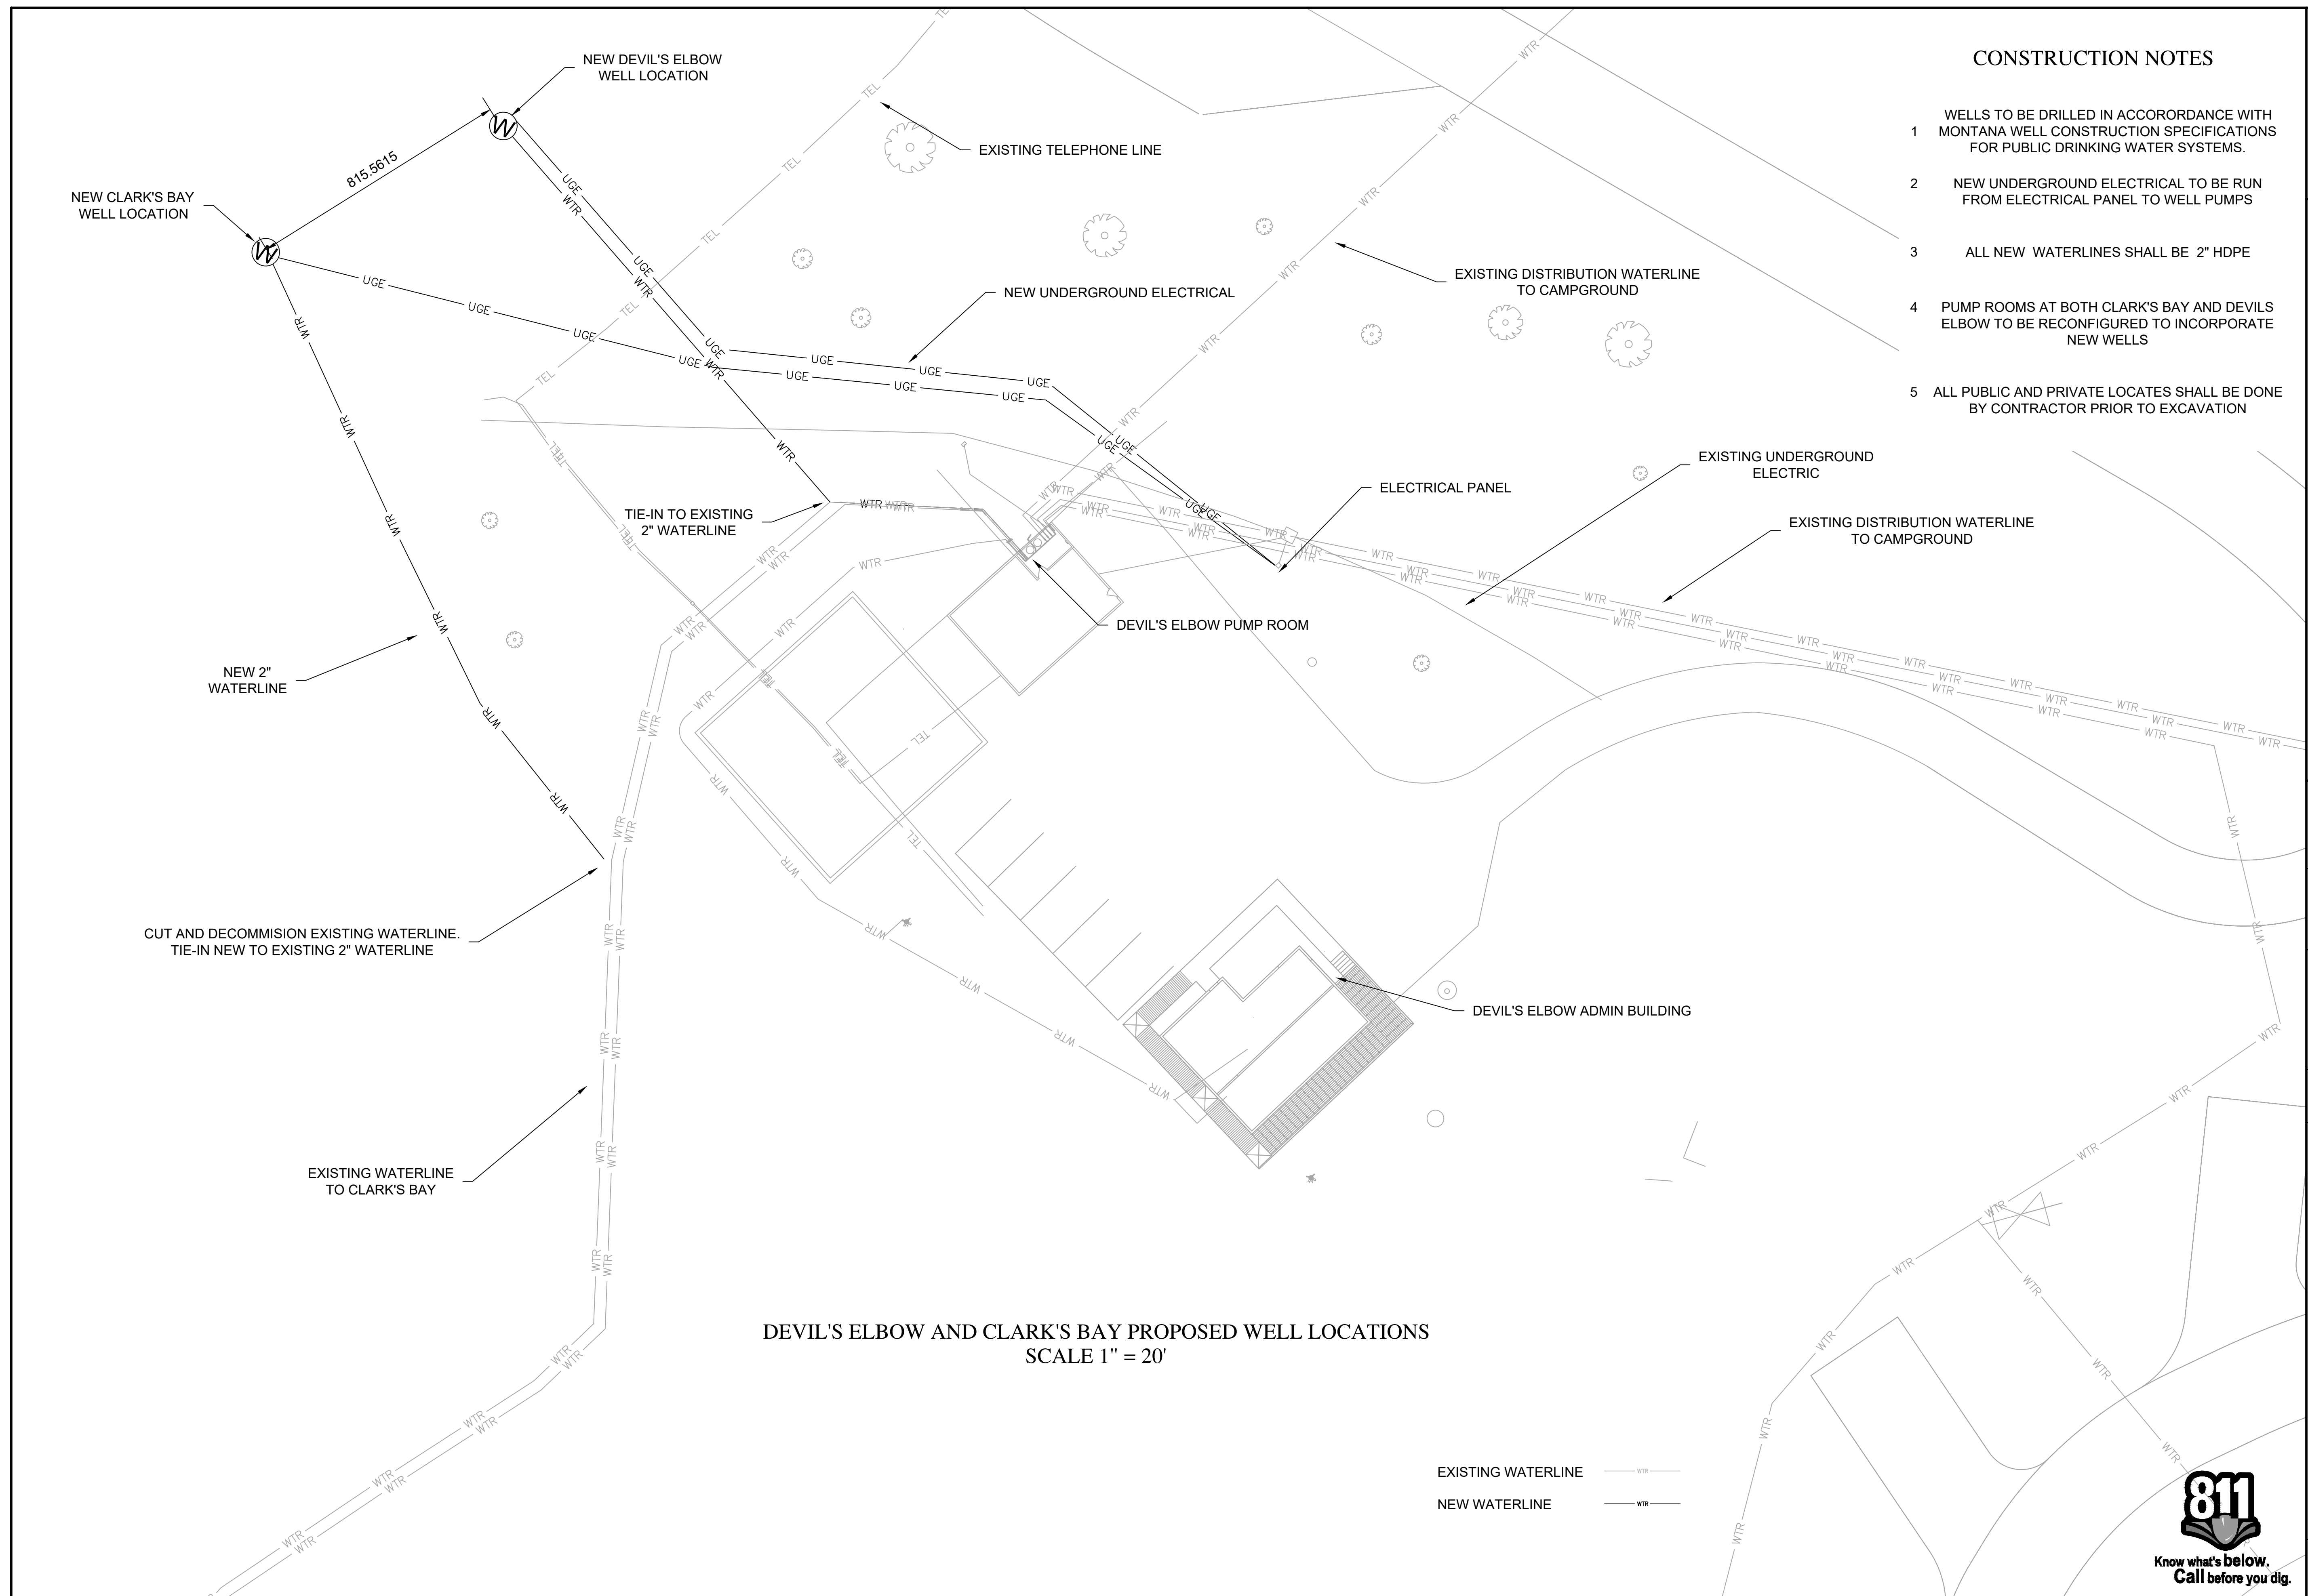 NEW DEVIL'S ELBOW
WELL LOCATION
815.5615
NEW CLARK'S BAY
WELL LOCATION
EXISTING TELEPHONE LINE
NEW UNDERGROUND ELECTRICAL
EXISTING DISTRIBUTION WATERLINE
TO CAMPGROUND
CONSTRUCTION NOTES
1 WELLS TO BE DRILLED IN ACCORORDANCE WITH
MONTANA WELL CONSTRUCTION SPECIFICATIONS
FOR PUBLIC DRINKING WATER SYSTEMS.
2 NEW UNDERGROUND ELECTRICAL TO BE RUN
FROM ELECTRICAL PANEL TO WELL PUMPS
3 ALL NEW WATERLINES SHALL BE 2" HDPE
4 PUMP ROOMS AT BOTH CLARK'S BAY AND DEVILS
ELBOW TO BE RECONFIGURED TO INCORPORATE
NEW WELLS
5 ALL PUBLIC AND PRIVATE LOCATES SHALL BE DONE
BY CONTRACTOR PRIOR TO EXCAVATION
W
W
TEL
UGE
WTR
EXISTING UNDERGROUND
ELECTRIC
ELECTRICAL PANEL
EXISTING DISTRIBUTION WATERLINE
TO CAMPGROUND
TIE-IN TO EXISTING
2" WATERLINE
DEVIL'S ELBOW PUMP ROOM
NEW 2"
WATERLINE
CUT AND DECOMMISION EXISTING WATERLINE.
TIE-IN NEW TO EXISTING 2" WATERLINE
DEVIL'S ELBOW ADMIN BUILDING
EXISTING WATERLINE
TO CLARK'S BAY
DEVIL'S ELBOW AND CLARK'S BAY PROPOSED WELL LOCATIONS
SCALE 1" = 20'
EXISTING WATERLINE WTR
NEW WATERLINE WTR
811
Know what's below.
Call before you dig.